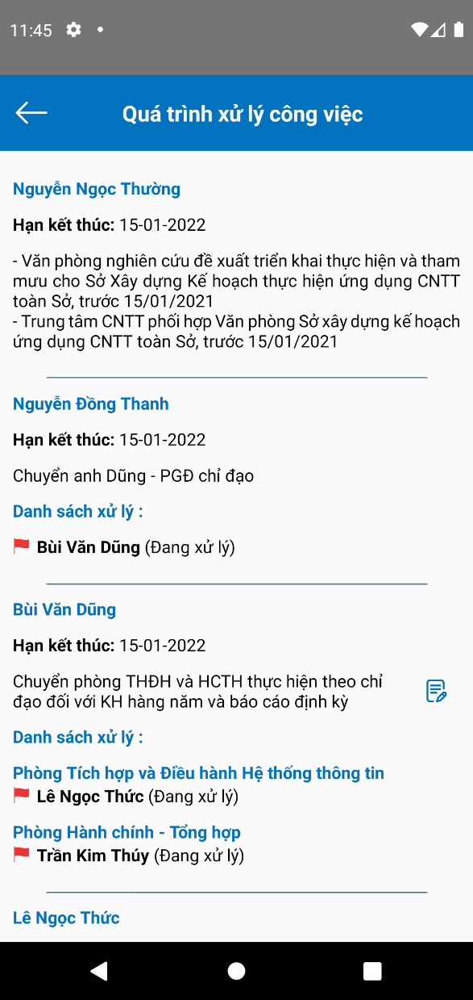 11:45
Quá trình xử lý công việc
Nguyễn Ngọc Thường
Hạn kết thúc: 15-01-2022
- Văn phòng nghiên cứu đề xuất triển khai thực hiện và tham
mưu cho Sở Xây dựng Kế hoạch thực hiện ứng dụng CNTT
toàn Sở, trước 15/01/2021
- Trung tâm CNTT phối hợp Văn phòng Sở xây dựng kế hoạch
ứng dụng CNTT toàn Sở, trước 15/01/2021
Nguyễn Đồng Thanh
Hạn kết thúc: 15-01-2022
Chuyển anh Dũng - PGĐ chỉ đạo
Danh sách xử lý :
Bùi Văn Dũng (Đang xử lý)
Bùi Văn Dũng
Hạn kết thúc: 15-01-2022
Chuyển phòng THĐH và HCTH thực hiện theo chỉ
đạo đối với KH hàng năm và báo cáo định kỳ
Danh sách xử lý :
Phòng Tích hợp và Điều hành Hệ thống thông tin
Lê Ngọc Thức (Đang xử lý)
Phòng Hành chính - Tổng hợp
Trần Kim Thúy (Đang xử lý)
Lê Ngọc Thức